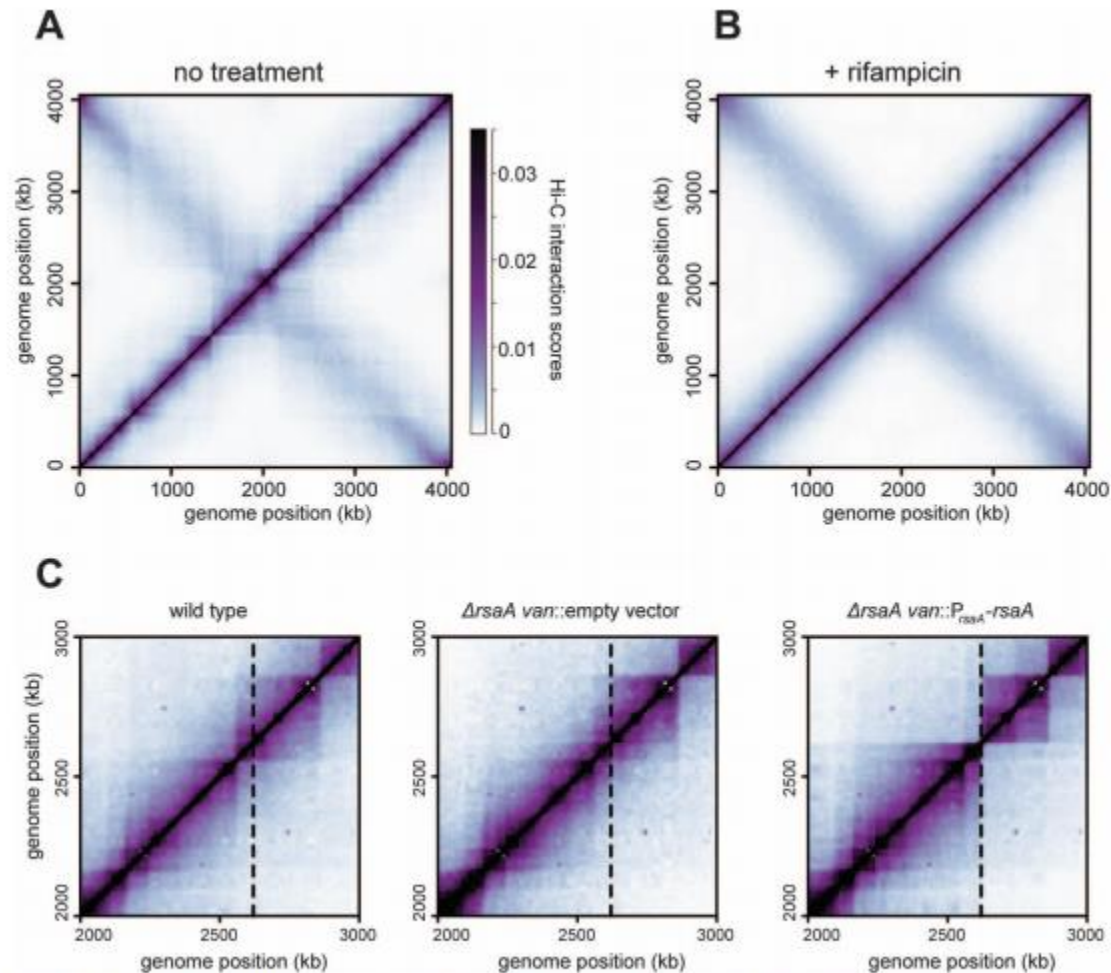 A
B
no treatment
+ rifampicin
genome position (kb)
4000
3000
2000
1000
0
0 1000 2000 3000 4000
genome position (kb)
0.03
0.02
0.01
0
Hi-C interaction scores
genome position (kb)
4000
3000
2000
1000
0
0 1000 2000 3000 4000
genome position (kb)
C
wild type
ΔrsaA van::empty vector
ΔrsaA van::PrsaA-rsaA
genome position (kb)
3000
2500
2000
2000 2500 3000
genome position (kb)
3000
2500
2000
2000 2500 3000
genome position (kb)
3000
2500
2000
2000 2500 3000
genome position (kb)